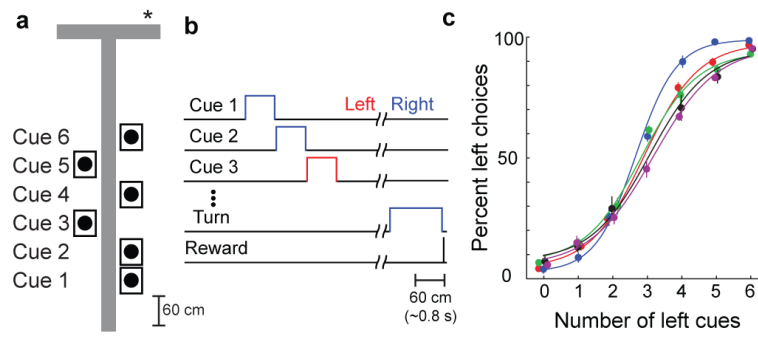 a
*
Cue 6
Cue 5
Cue 4
Cue 3
Cue 2
Cue 1
60 cm
b
Left Right
Cue 1
Cue 2
Cue 3
Turn
Reward
60 cm
(~0.8 s)
c
Percent left choices
100
50
0
0 1 2 3 4 5 6
Number of left cues